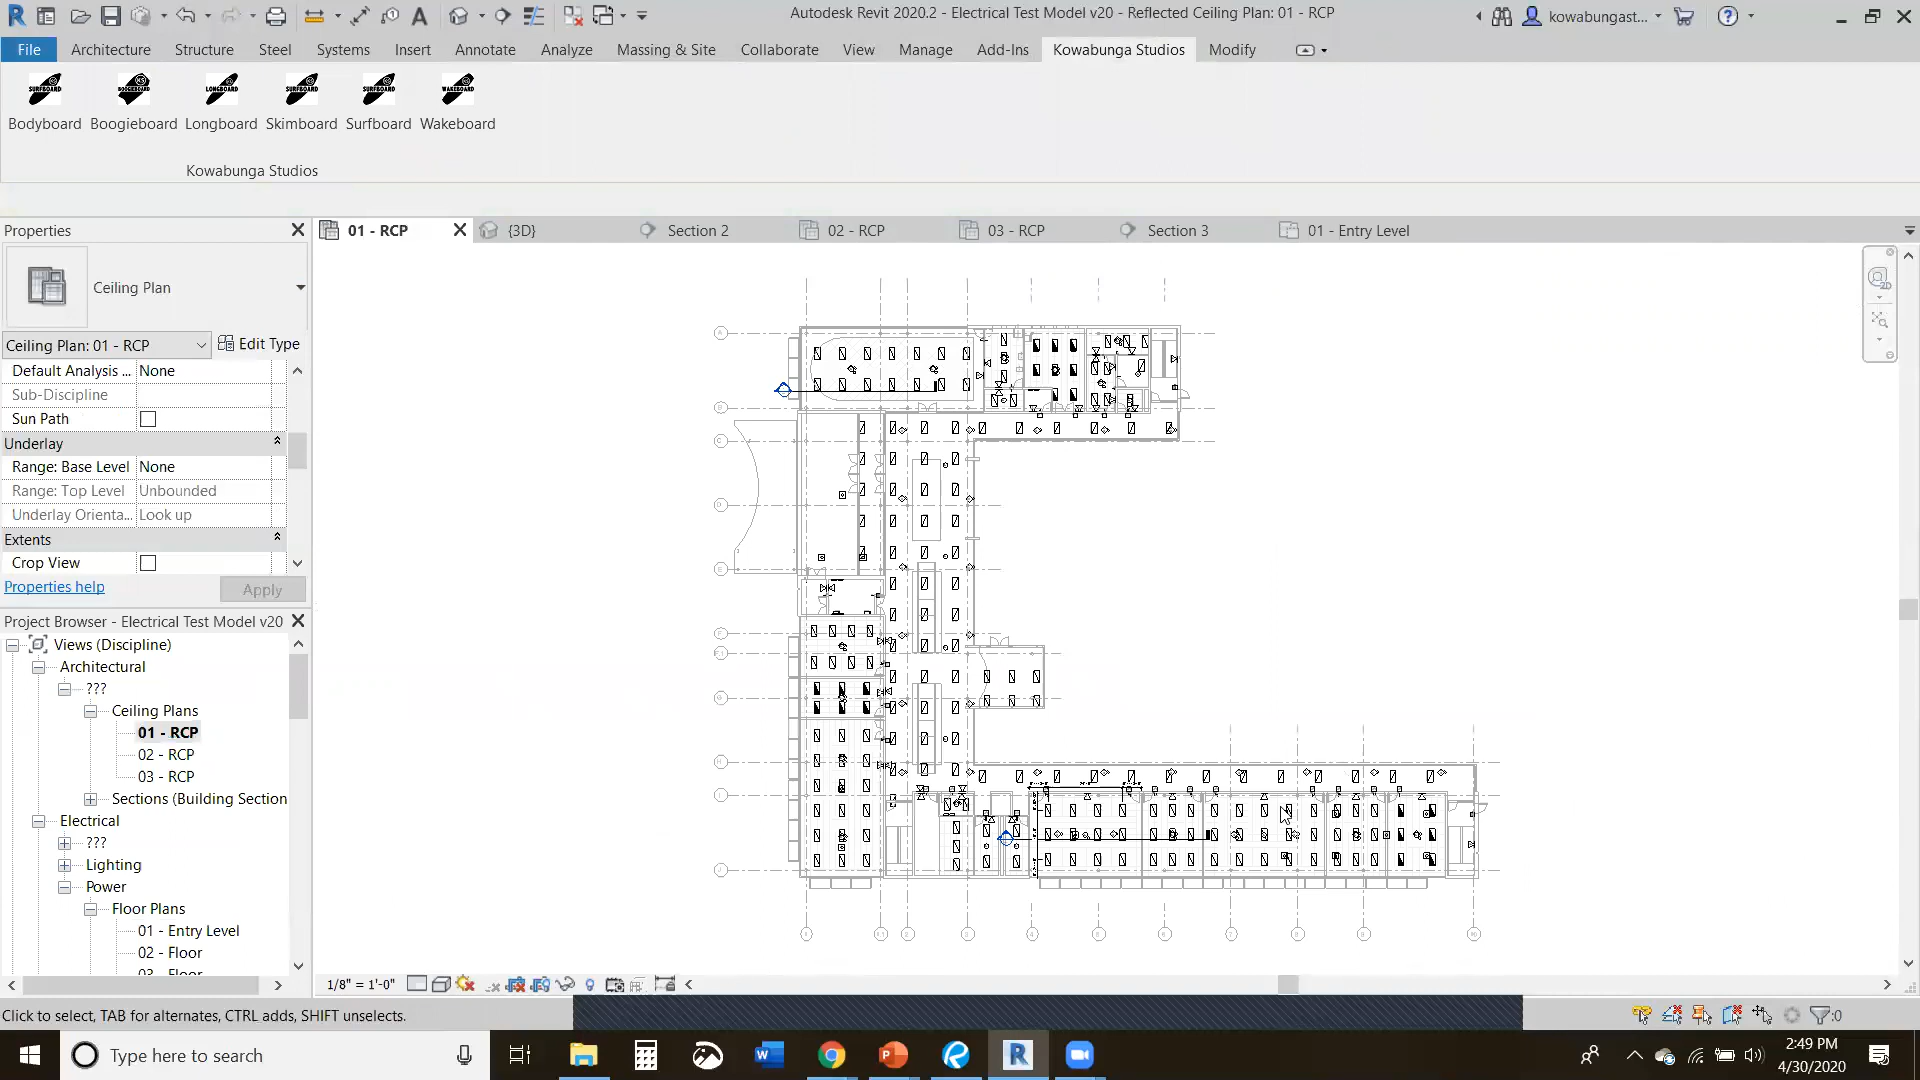 Autodesk Revit 2020.2 - Electrical Test Model v20 - Reflected Ceiling Plan: 01 - RCP
kowabungast...
File
Architecture
Structure
Steel
Systems
Insert
Annotate
Analyze
Massing & Site
Collaborate
View
Manage
Add-Ins
Kowabunga Studios
Modify
Bodyboard
Boogieboard
Longboard
Skimboard
Surfboard
Wakeboard
Kowabunga Studios
Properties
01 - RCP
{3D}
Section 2
02 - RCP
03 - RCP
Section 3
01 - Entry Level
Ceiling Plan
Ceiling Plan: 01 - RCP
Edit Type
Default Analysis ... None
Sub-Discipline
Sun Path
Underlay
Range: Base Level None
Range: Top Level Unbounded
Underlay Orienta... Look up
Extents
Crop View
Properties help
Apply
Project Browser - Electrical Test Model v20
Views (Discipline)
Architectural
???
Ceiling Plans
01 - RCP
02 - RCP
03 - RCP
Sections (Building Section
Electrical
???
Lighting
Power
Floor Plans
01 - Entry Level
02 - Floor
03 - Floor
1/8" = 1'-0"
Click to select, TAB for alternates, CTRL adds, SHIFT unselects.
:0
Type here to search
2:49 PM
4/30/2020